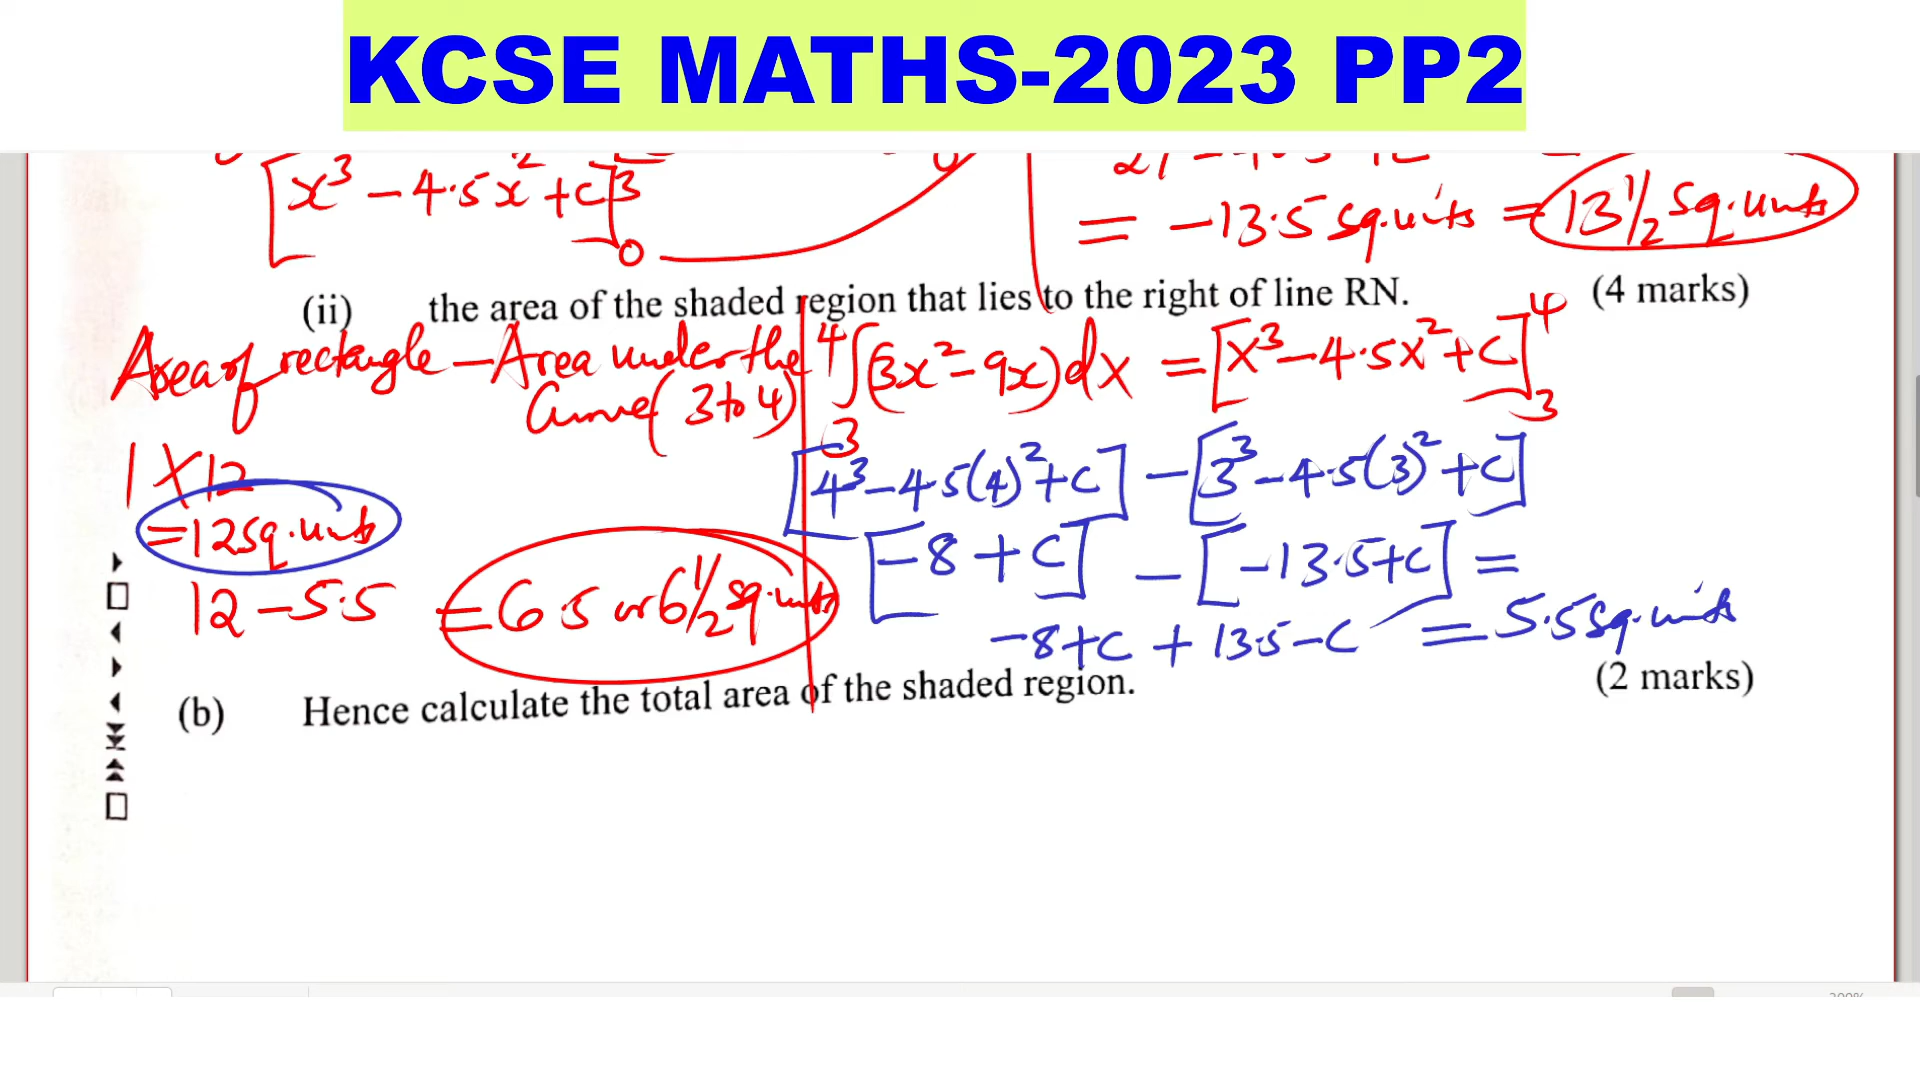 KCSE MATHS-2023 PP2
[x³ – 4.5x² + C]³₀
= –13.5 sq.units = 13½ sq.units
(ii) the area of the shaded region that lies to the right of line RN. (4 marks)
Area of rectangle – Area under the
Curve (3 to 4)
1 X 12
= 12 sq.units
12 – 5.5 = 6.5 or 6½ sq.units
⁴∫₃(3x² – 9x)dx = [x³ – 4.5x² + C]⁴₃
[4³ – 4.5(4)² + C] – [3³ – 4.5(3)² + C]
[–8 + C] – [–13.5 + C] =
–8 + C + 13.5 – C = 5.5 sq.units
(b) Hence calculate the total area of the shaded region. (2 marks)